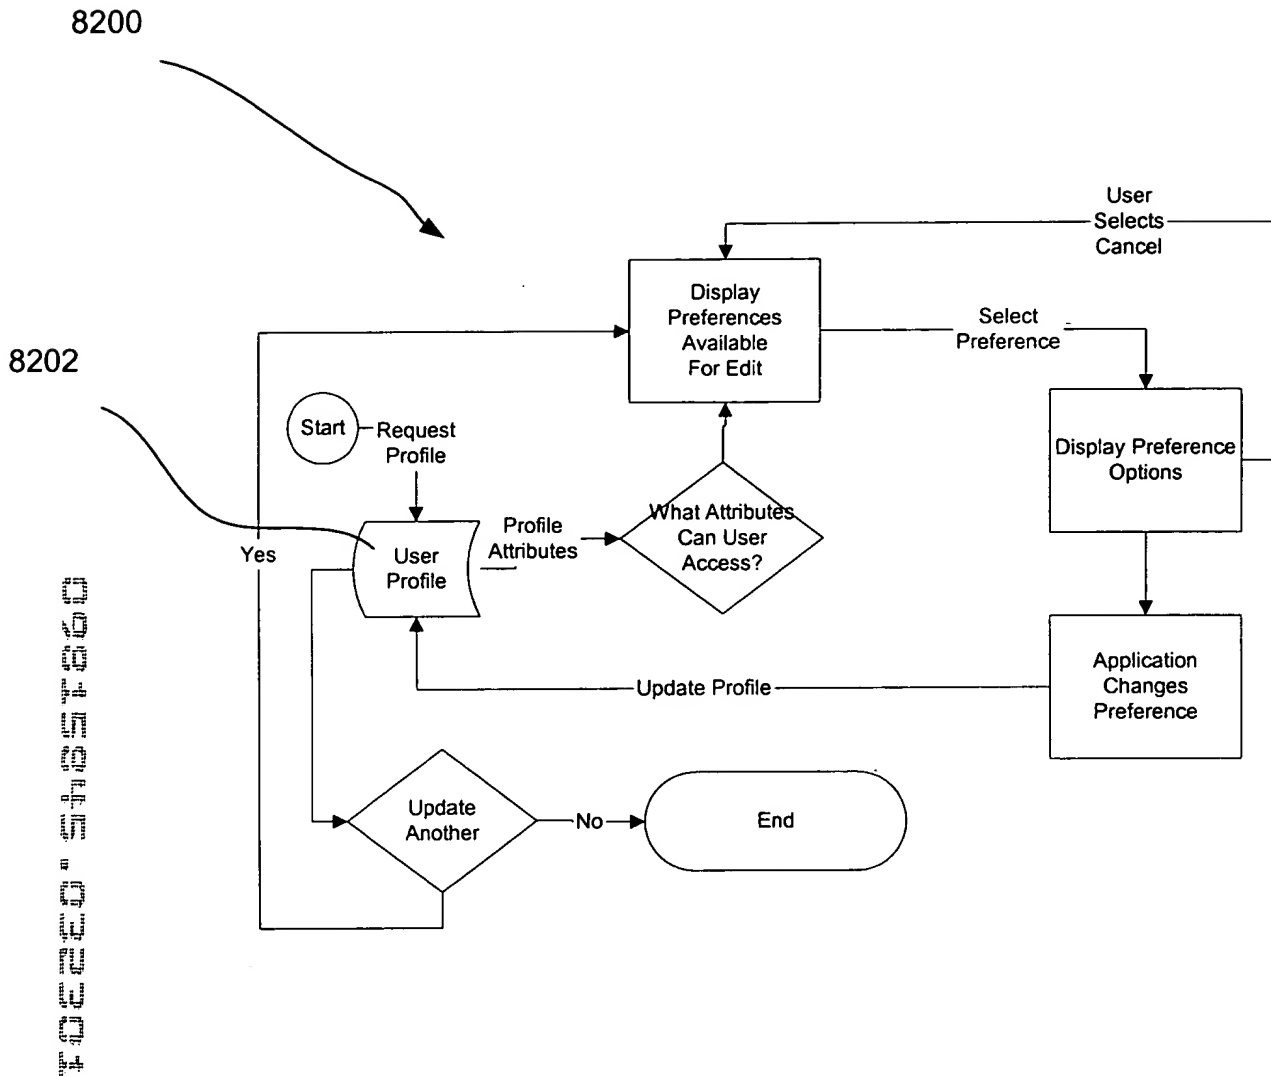 8200
User
Selects
Cancel
Display
Preferences
Available
For Edit
Select
Preference
8202
Start
Request
Profile
Display Preference
Options
What Attributes
Can User
Access?
Profile
Attributes
User
Profile
Yes
Application
Changes
Preference
Update Profile
Update
Another
No
End